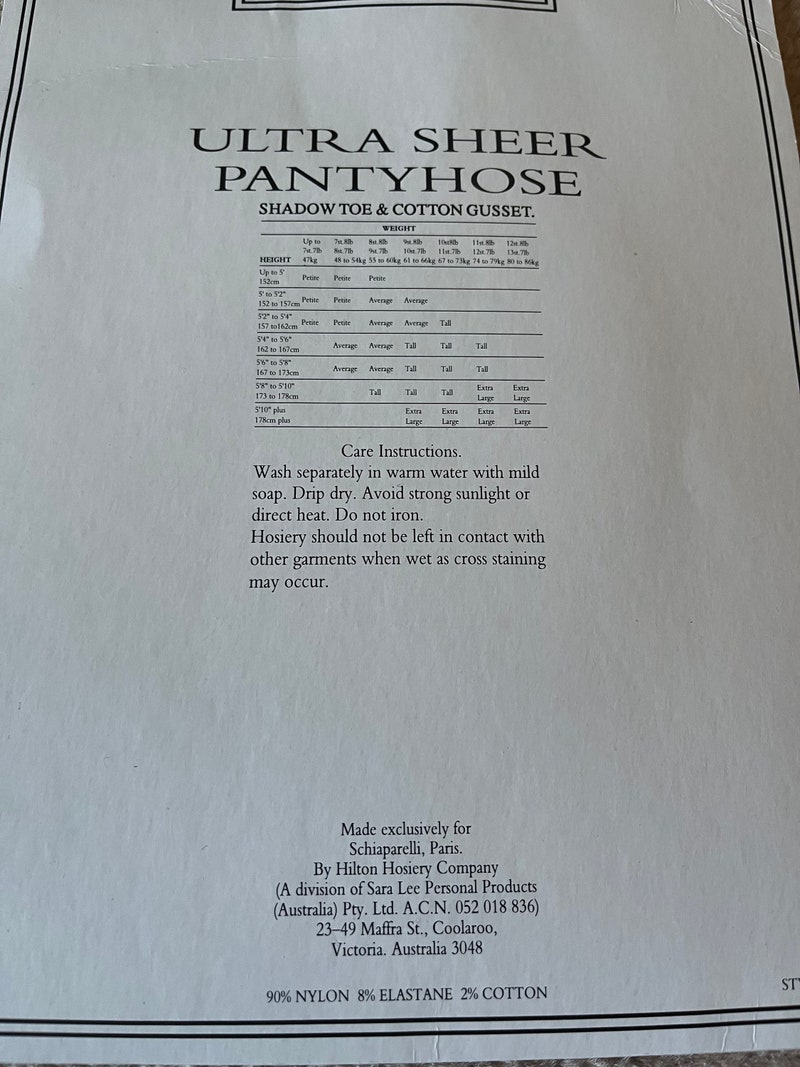 ULTRA SHEER
PANTYHOSE
SHADOW TOE & COTTON GUSSET.
WEIGHT
Up to 7st.8lb 8st.8lb 9st.8lb 10st8lb 11st.8lb 12st.8lb
7st.7lb 8st.7lb 9st.7lb 10st.7lb 11st.7lb 12st.7lb 13st.7lb
HEIGHT 47kg 48 to 54kg 55 to 60kg 61 to 66kg 67 to 73kg 74 to 79kg 80 to 86kg
Up to 5'
152cm Petite Petite Petite
5' to 5'2"
152 to 157cm Petite Petite Average Average
5'2" to 5'4"
157 to162cm Petite Petite Average Average Tall
5'4" to 5'6"
162 to 167cm Average Average Tall Tall Tall
5'6" to 5'8"
167 to 173cm Average Average Tall Tall Tall
5'8" to 5'10" Extra Extra
173 to 178cm Tall Tall Tall Large Large
5'10" plus Extra Extra Extra Extra
178cm plus Large Large Large Large
Care Instructions.
Wash separately in warm water with mild
soap. Drip dry. Avoid strong sunlight or
direct heat. Do not iron.
Hosiery should not be left in contact with
other garments when wet as cross staining
may occur.
Made exclusively for
Schiaparelli, Paris.
By Hilton Hosiery Company
(A division of Sara Lee Personal Products
(Australia) Pty. Ltd. A.C.N. 052 018 836)
23–49 Maffra St., Coolaroo,
Victoria. Australia 3048
90% NYLON 8% ELASTANE 2% COTTON